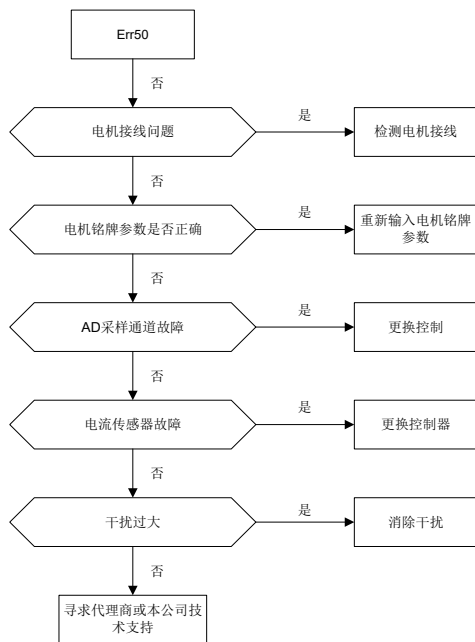 Err50
否
电机接线问题
是
检测电机接线
否
电机铭牌参数是否正确
是
重新输入电机铭牌
参数
否
AD采样通道故障
是
更换控制
否
电流传感器故障
是
更换控制器
否
干扰过大
是
消除干扰
否
寻求代理商或本公司技
术支持